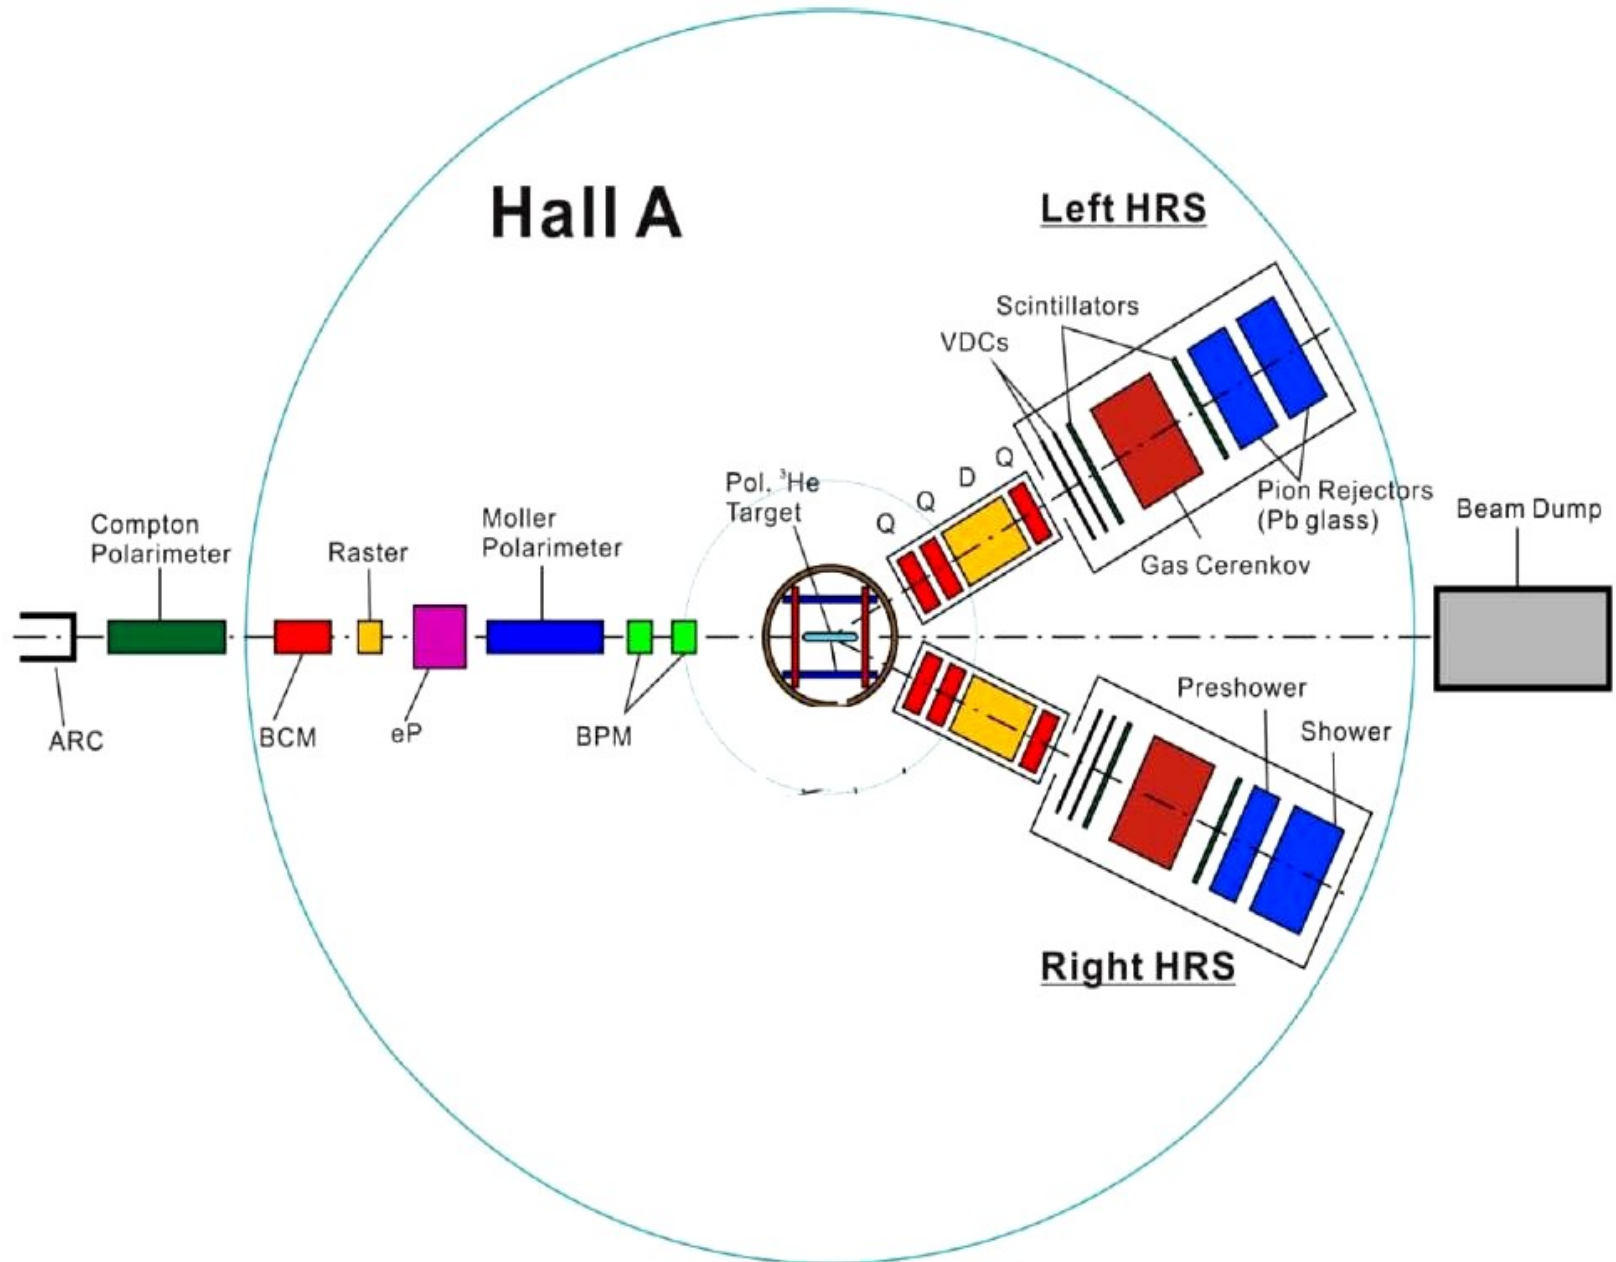 Hall A
Left HRS
Scintillators
VDCs
Q
D
Q
Q
Pol. ³He
Target
Pion Rejectors
(Pb glass)
Gas Cerenkov
Beam Dump
Compton
Polarimeter
Raster
Moller
Polarimeter
ARC
BCM
eP
BPM
Preshower
Shower
Right HRS